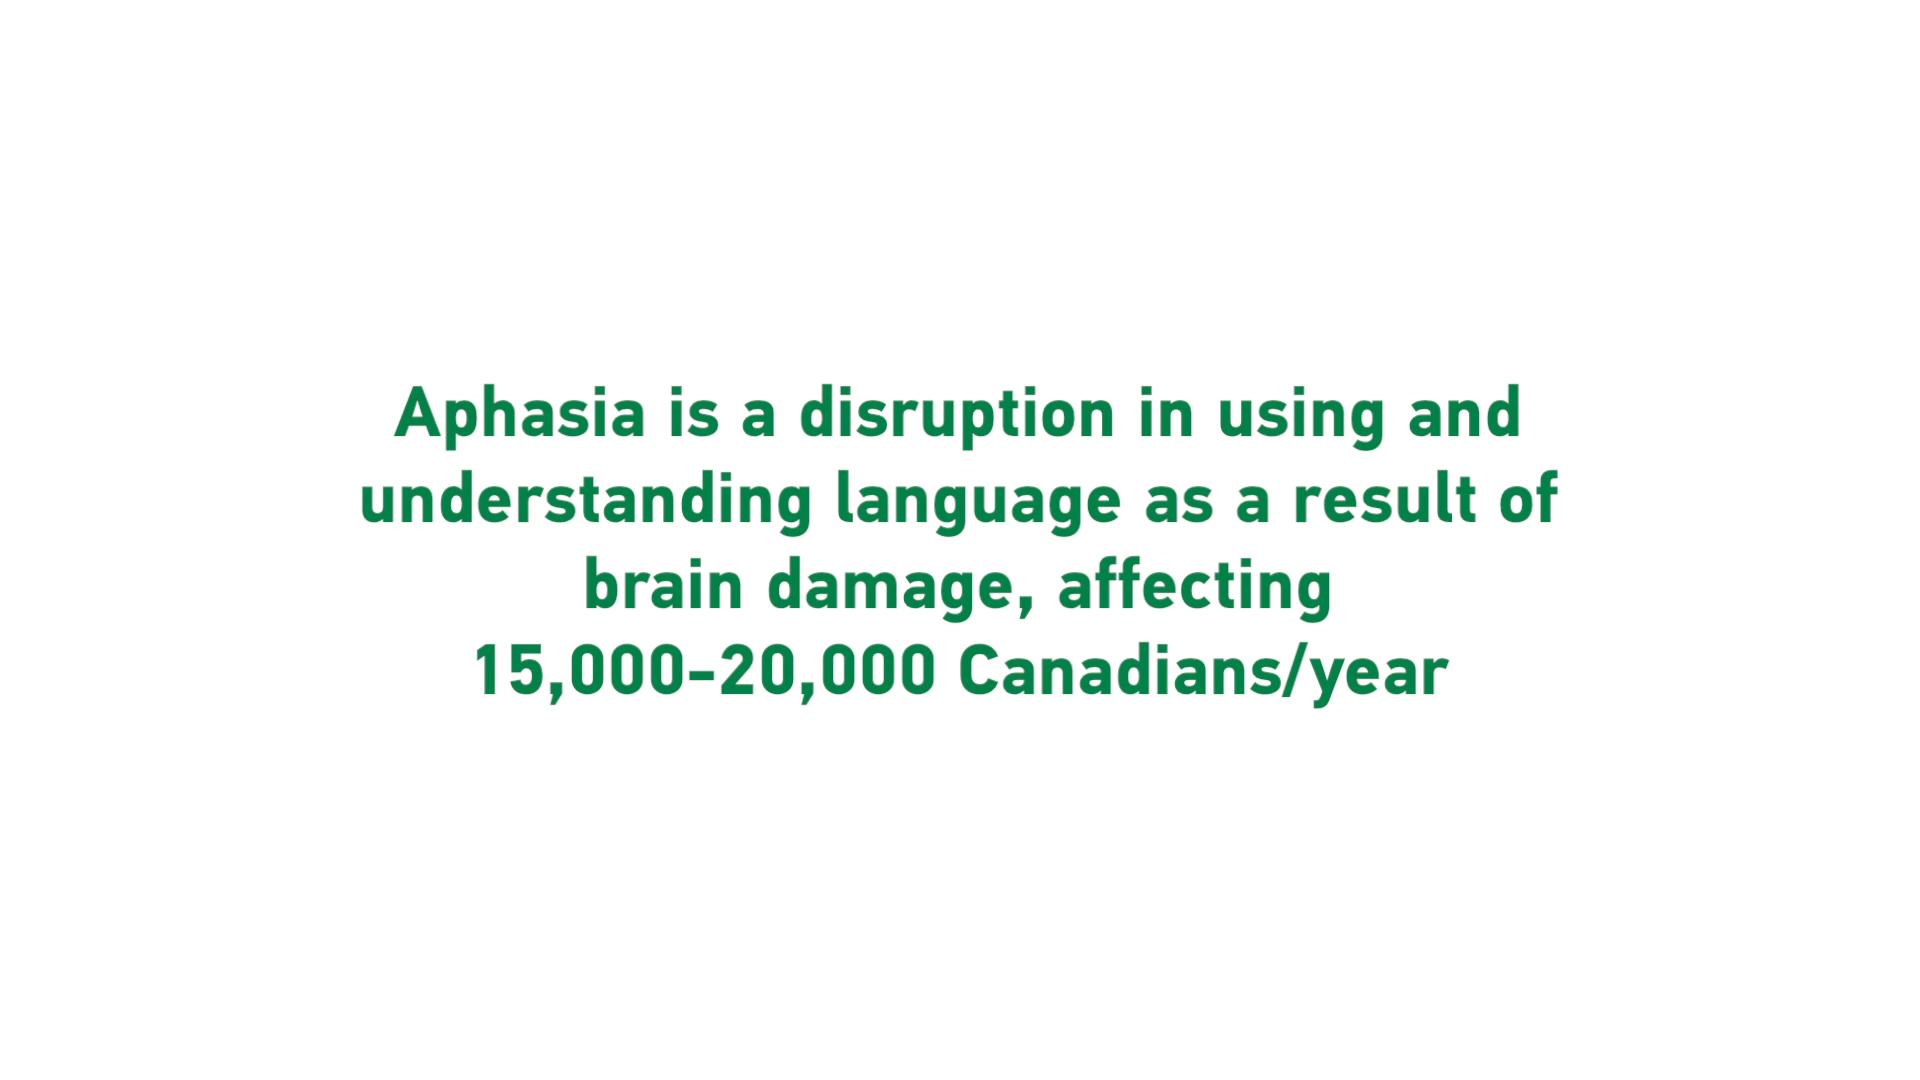 Aphasia is a disruption in using and
understanding language as a result of
brain damage, affecting
15,000-20,000 Canadians/year